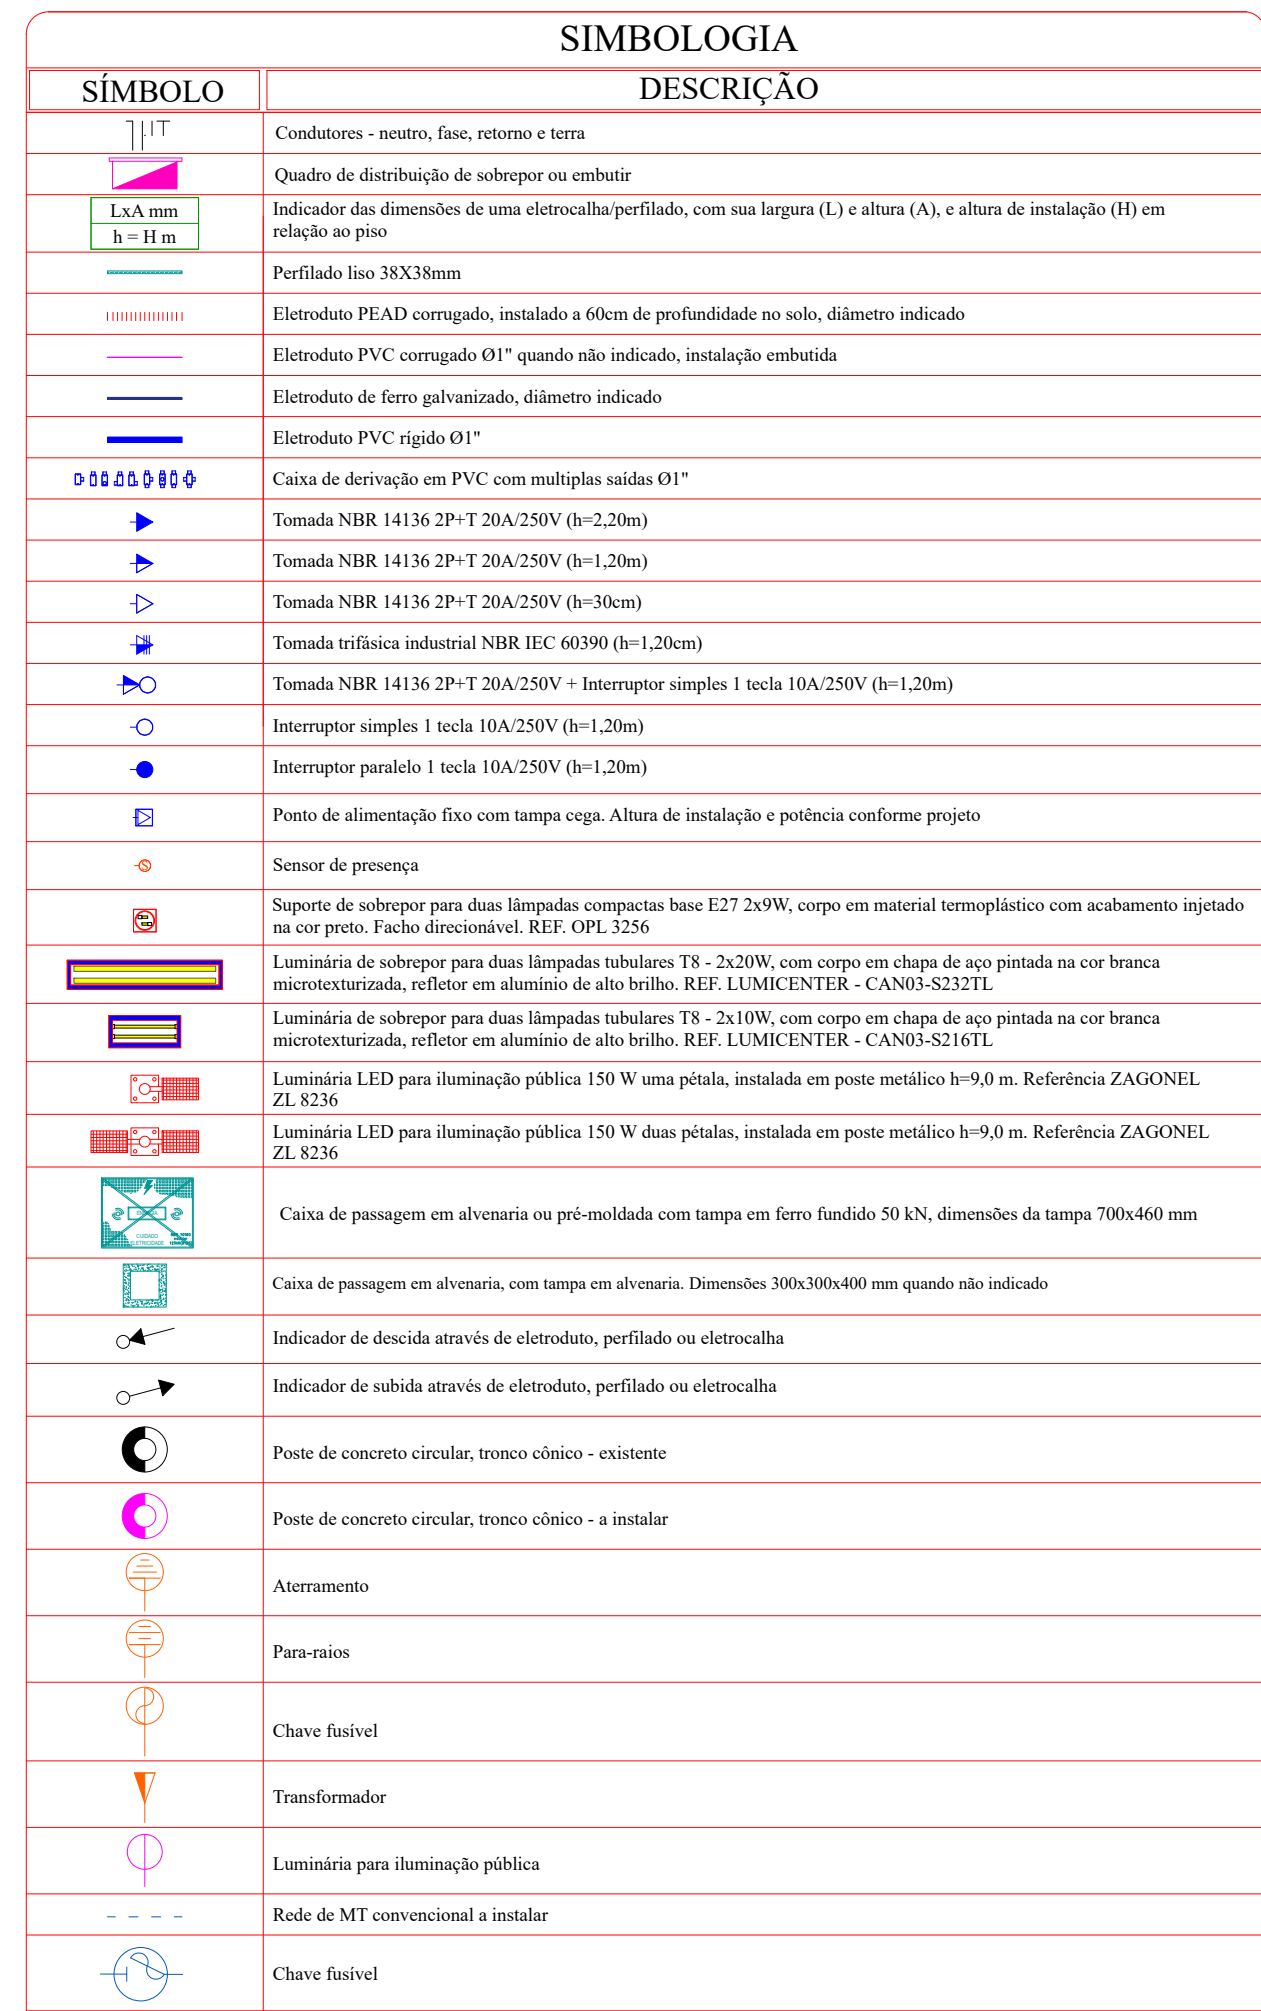 SIMBOLOGIA
SÍMBOLO
DESCRIÇÃO
Condutores - neutro, fase, retorno e terra
Quadro de distribuição de sobrepor ou embutir
LxA mm
h = H m
Indicador das dimensões de uma eletrocalha/perfilado, com sua largura (L) e altura (A), e altura de instalação (H) em
relação ao piso
Perfilado liso 38X38mm
Eletroduto PEAD corrugado, instalado a 60cm de profundidade no solo, diâmetro indicado
Eletroduto PVC corrugado Ø1" quando não indicado, instalação embutida
Eletroduto de ferro galvanizado, diâmetro indicado
Eletroduto PVC rígido Ø1"
Caixa de derivação em PVC com multiplas saídas Ø1"
Tomada NBR 14136 2P+T 20A/250V (h=2,20m)
Tomada NBR 14136 2P+T 20A/250V (h=1,20m)
Tomada NBR 14136 2P+T 20A/250V (h=30cm)
Tomada trifásica industrial NBR IEC 60390 (h=1,20cm)
Tomada NBR 14136 2P+T 20A/250V + Interruptor simples 1 tecla 10A/250V (h=1,20m)
Interruptor simples 1 tecla 10A/250V (h=1,20m)
Interruptor paralelo 1 tecla 10A/250V (h=1,20m)
Ponto de alimentação fixo com tampa cega. Altura de instalação e potência conforme projeto
S
Sensor de presença
Suporte de sobrepor para duas lâmpadas compactas base E27 2x9W, corpo em material termoplástico com acabamento injetado
na cor preto. Facho direcionável. REF. OPL 3256
Luminária de sobrepor para duas lâmpadas tubulares T8 - 2x20W, com corpo em chapa de aço pintada na cor branca
microtexturizada, refletor em alumínio de alto brilho. REF. LUMICENTER - CAN03-S232TL
Luminária de sobrepor para duas lâmpadas tubulares T8 - 2x10W, com corpo em chapa de aço pintada na cor branca
microtexturizada, refletor em alumínio de alto brilho. REF. LUMICENTER - CAN03-S216TL
Luminária LED para iluminação pública 150 W uma pétala, instalada em poste metálico h=9,0 m. Referência ZAGONEL
ZL 8236
Luminária LED para iluminação pública 150 W duas pétalas, instalada em poste metálico h=9,0 m. Referência ZAGONEL
ZL 8236
CUIDADO
ELETRICIDADE
Caixa de passagem em alvenaria ou pré-moldada com tampa em ferro fundido 50 kN, dimensões da tampa 700x460 mm
Caixa de passagem em alvenaria, com tampa em alvenaria. Dimensões 300x300x400 mm quando não indicado
Indicador de descida através de eletroduto, perfilado ou eletrocalha
Indicador de subida através de eletroduto, perfilado ou eletrocalha
Poste de concreto circular, tronco cônico - existente
Poste de concreto circular, tronco cônico - a instalar
Aterramento
Para-raios
Chave fusível
Transformador
Luminária para iluminação pública
Rede de MT convencional a instalar
Chave fusível